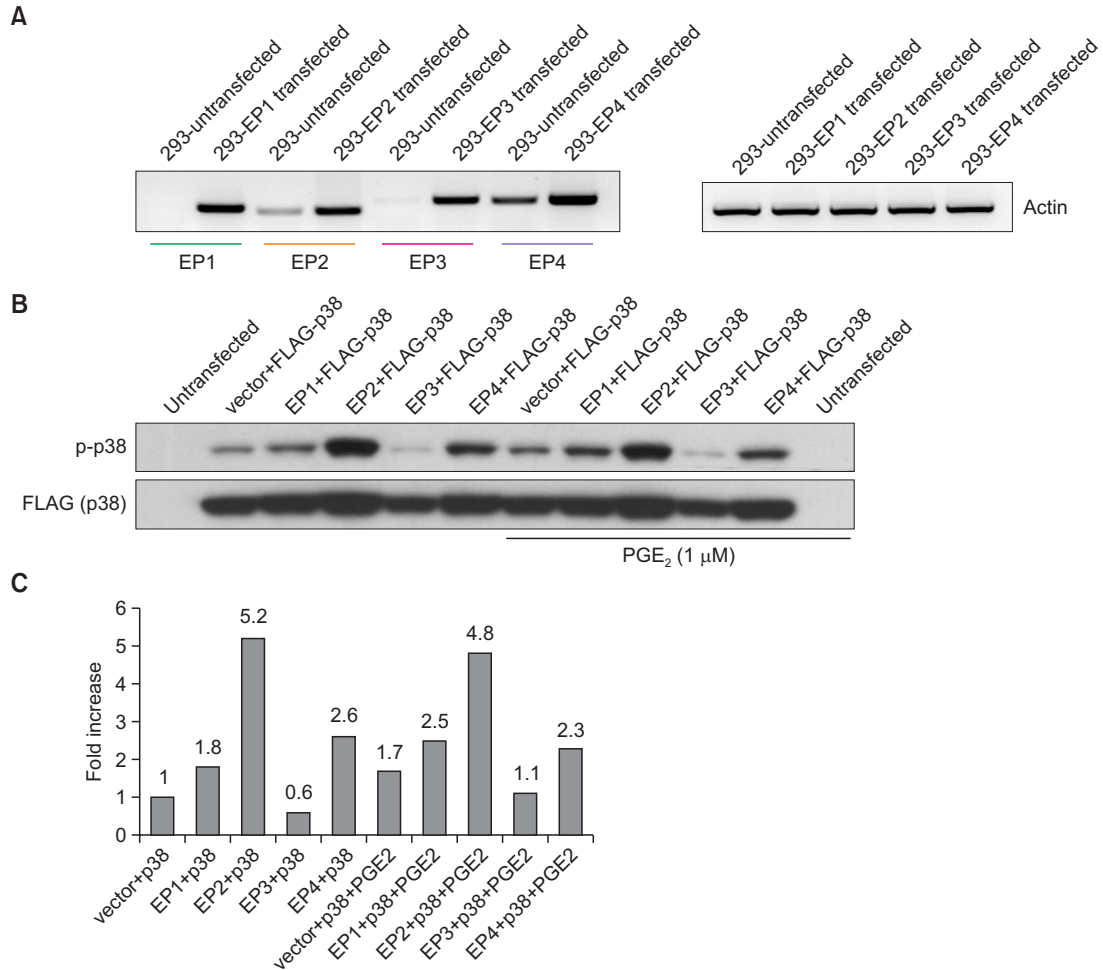 A
293-untransfected
293-EP1 transfected
293-untransfected
293-EP2 transfected
293-untransfected
293-EP3 transfected
293-untransfected
293-EP4 transfected
EP1
EP2
EP3
EP4
293-untransfected
293-EP1 transfected
293-EP2 transfected
293-EP3 transfected
293-EP4 transfected
Actin
B
Untransfected
vector+FLAG-p38
EP1+FLAG-p38
EP2+FLAG-p38
EP3+FLAG-p38
EP4+FLAG-p38
vector+FLAG-p38
EP1+FLAG-p38
EP2+FLAG-p38
EP3+FLAG-p38
EP4+FLAG-p38
Untransfected
p-p38
FLAG (p38)
PGE₂ (1 μM)
C
Fold increase
6
5
4
3
2
1
0
1
1.8
5.2
0.6
2.6
1.7
2.5
4.8
1.1
2.3
vector+p38
EP1+p38
EP2+p38
EP3+p38
EP4+p38
vector+p38+PGE2
EP1+p38+PGE2
EP2+p38+PGE2
EP3+p38+PGE2
EP4+p38+PGE2